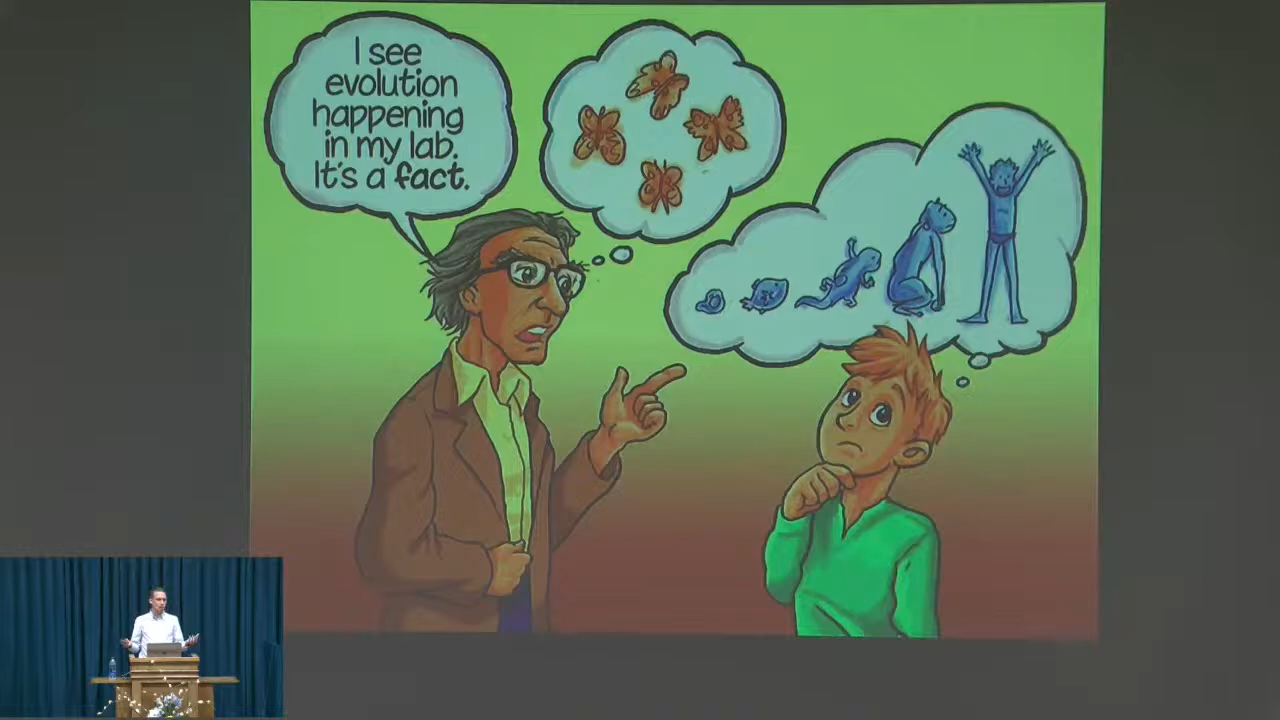 I see
evolution
happening
in my lab.
It's a fact.